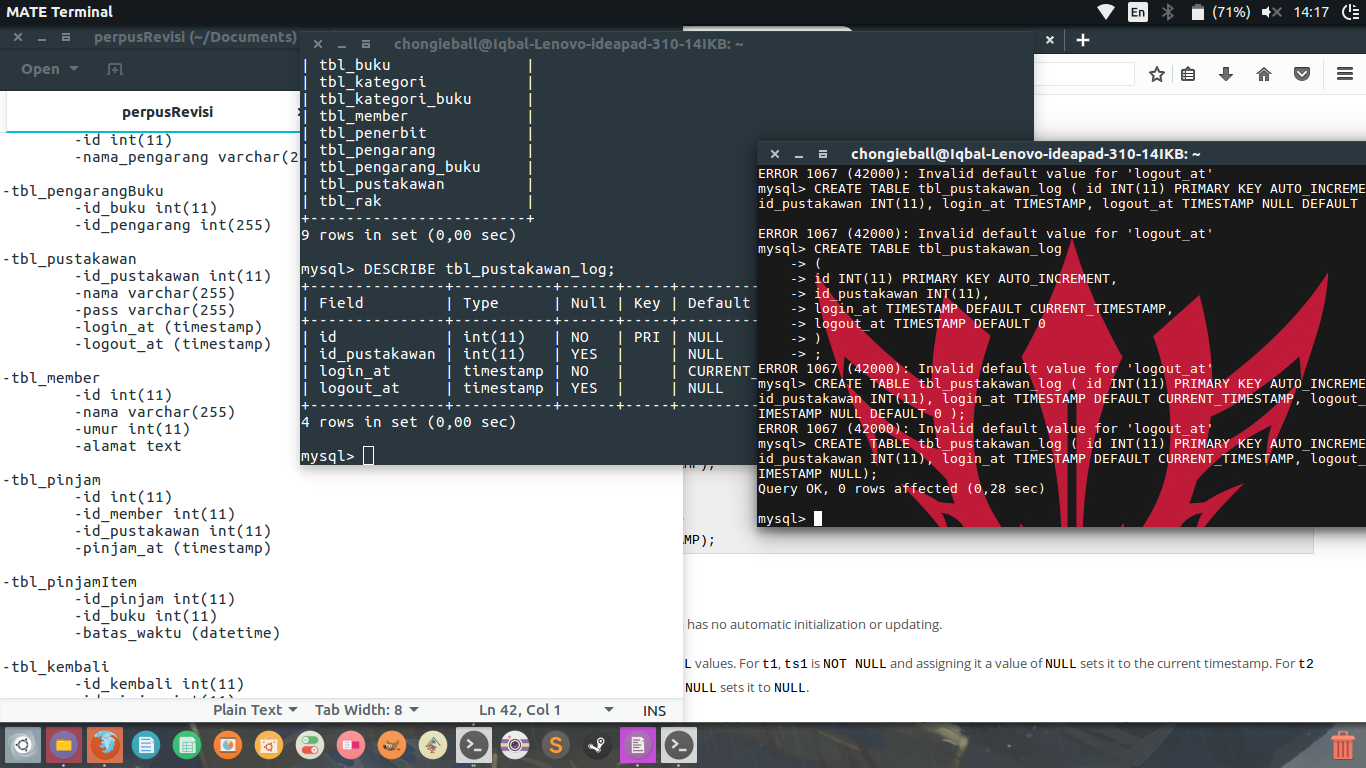 MATE Terminal
En
(71%)
14:17
perpusRevisi (~/Documents)
Open
perpusRevisi
-id int(11)
-nama_pengarang varchar(2
-tbl_pengarangBuku
-id_buku int(11)
-id_pengarang int(255)
-tbl_pustakawan
-id_pustakawan int(11)
-nama varchar(255)
-pass varchar(255)
-login_at (timestamp)
-logout_at (timestamp)
-tbl_member
-id int(11)
-nama varchar(255)
-umur int(11)
-alamat text
-tbl_pinjam
-id int(11)
-id_member int(11)
-id_pustakawan int(11)
-pinjam_at (timestamp)
-tbl_pinjamItem
-id_pinjam int(11)
-id_buku int(11)
-batas_waktu (datetime)
-tbl_kembali
-id_kembali int(11)
Plain Text
Tab Width: 8
Ln 42, Col 1
INS
chongieball@Iqbal-Lenovo-ideapad-310-14IKB: ~
| tbl_buku |
| tbl_kategori |
| tbl_kategori_buku |
| tbl_member |
| tbl_penerbit |
| tbl_pengarang |
| tbl_pengarang_buku |
| tbl_pustakawan |
| tbl_rak |
+-------------------------+
9 rows in set (0,00 sec)
mysql> DESCRIBE tbl_pustakawan_log;
| Field | Type | Null | Key | Default
| id | int(11) | NO | PRI | NULL
| id_pustakawan | int(11) | YES | | NULL
| login_at | timestamp | NO | | CURRENT_
| logout_at | timestamp | YES | | NULL
4 rows in set (0,00 sec)
mysql>
chongieball@Iqbal-Lenovo-ideapad-310-14IKB: ~
ERROR 1067 (42000): Invalid default value for 'logout_at'
mysql> CREATE TABLE tbl_pustakawan_log ( id INT(11) PRIMARY KEY AUTO_INCREME
id_pustakawan INT(11), login_at TIMESTAMP, logout_at TIMESTAMP NULL DEFAULT
ERROR 1067 (42000): Invalid default value for 'logout_at'
mysql> CREATE TABLE tbl_pustakawan_log
-> (
-> id INT(11) PRIMARY KEY AUTO_INCREMENT,
-> id_pustakawan INT(11),
-> login_at TIMESTAMP DEFAULT CURRENT_TIMESTAMP,
-> logout_at TIMESTAMP DEFAULT 0
-> )
-> ;
ERROR 1067 (42000): Invalid default value for 'logout_at'
mysql> CREATE TABLE tbl_pustakawan_log ( id INT(11) PRIMARY KEY AUTO_INCREME
id_pustakawan INT(11), login_at TIMESTAMP DEFAULT CURRENT_TIMESTAMP, logout_
IMESTAMP NULL DEFAULT 0 );
ERROR 1067 (42000): Invalid default value for 'logout_at'
mysql> CREATE TABLE tbl_pustakawan_log ( id INT(11) PRIMARY KEY AUTO_INCREME
id_pustakawan INT(11), login_at TIMESTAMP DEFAULT CURRENT_TIMESTAMP, logout_
IMESTAMP NULL);
Query OK, 0 rows affected (0,28 sec)
mysql>
MP);
has no automatic initialization or updating.
L values. For t1, ts1 is NOT NULL and assigning it a value of NULL sets it to the current timestamp. For t2
NULL sets it to NULL.